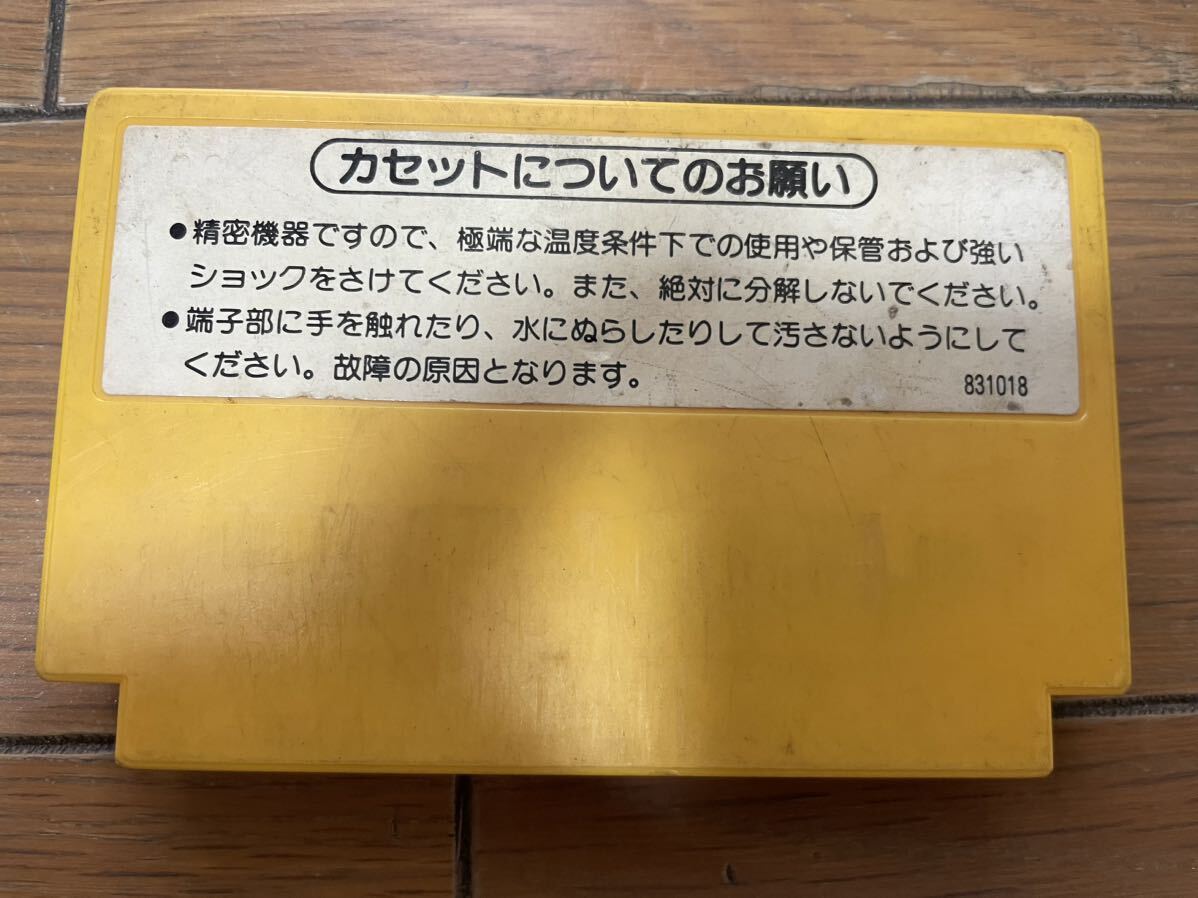 カセットについてのお願い
●精密機器ですので、極端な温度条件下での使用や保管および強い
ショックをさけてください。また、絶対に分解しないでください。
●端子部に手を触れたり、水にぬらしたりして汚さないようにして
ください。故障の原因となります。
831018